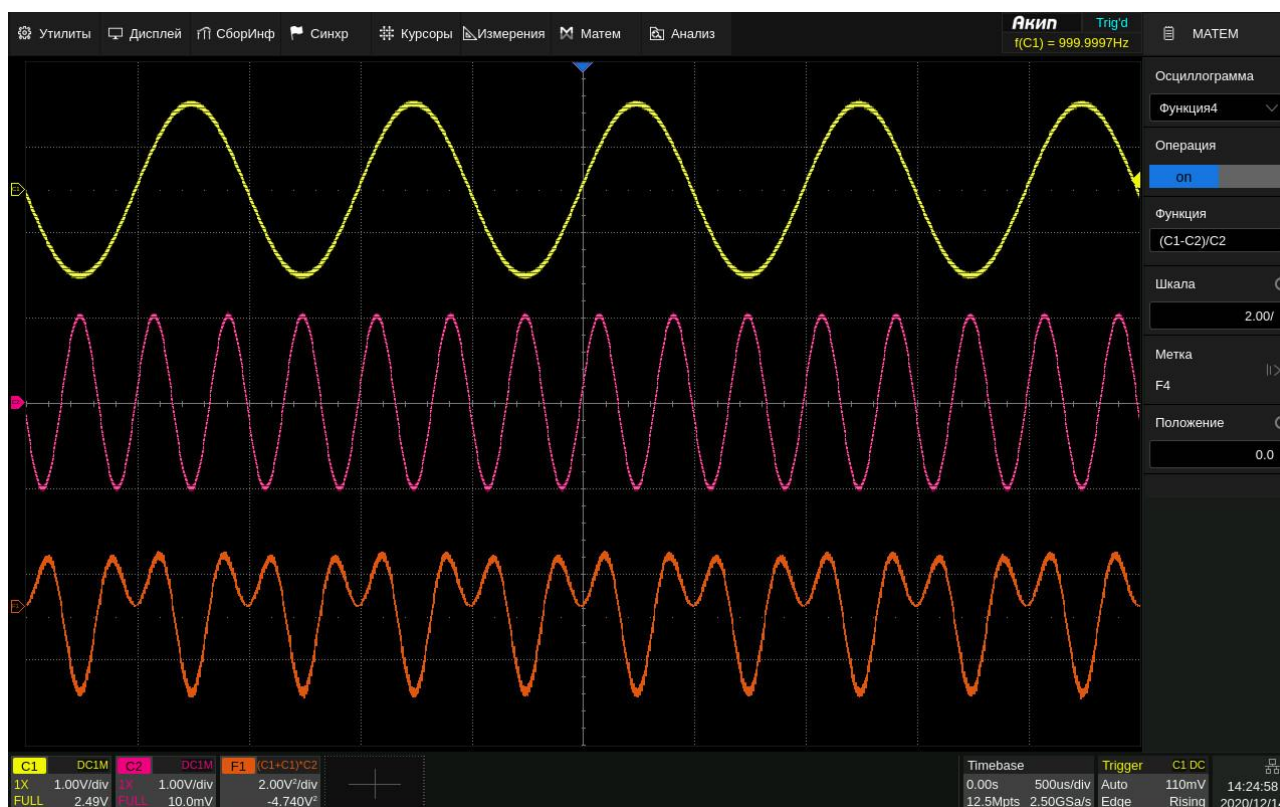 Утилиты Дисплей СборИнф Синхр Курсоры Измерения Матем Анализ
Акип Trig'd
f(C1) = 999.9997Hz
МАТЕМ
Осциллограмма
Функция4
Операция
on
Функция
(C1-C2)/C2
Шкала
2.00/
Метка
F4
Положение
0.0
C1
C1 DC1M C2 DC1M F1 (C1+C1)*C2
1X 1.00V/div 1X 1.00V/div 2.00V²/div
FULL 2.49V FULL 10.0mV -4.740V²
Timebase Trigger C1 DC
0.00s 500us/div Auto 110mV 14:24:58
12.5Mpts 2.50GSa/s Edge Rising